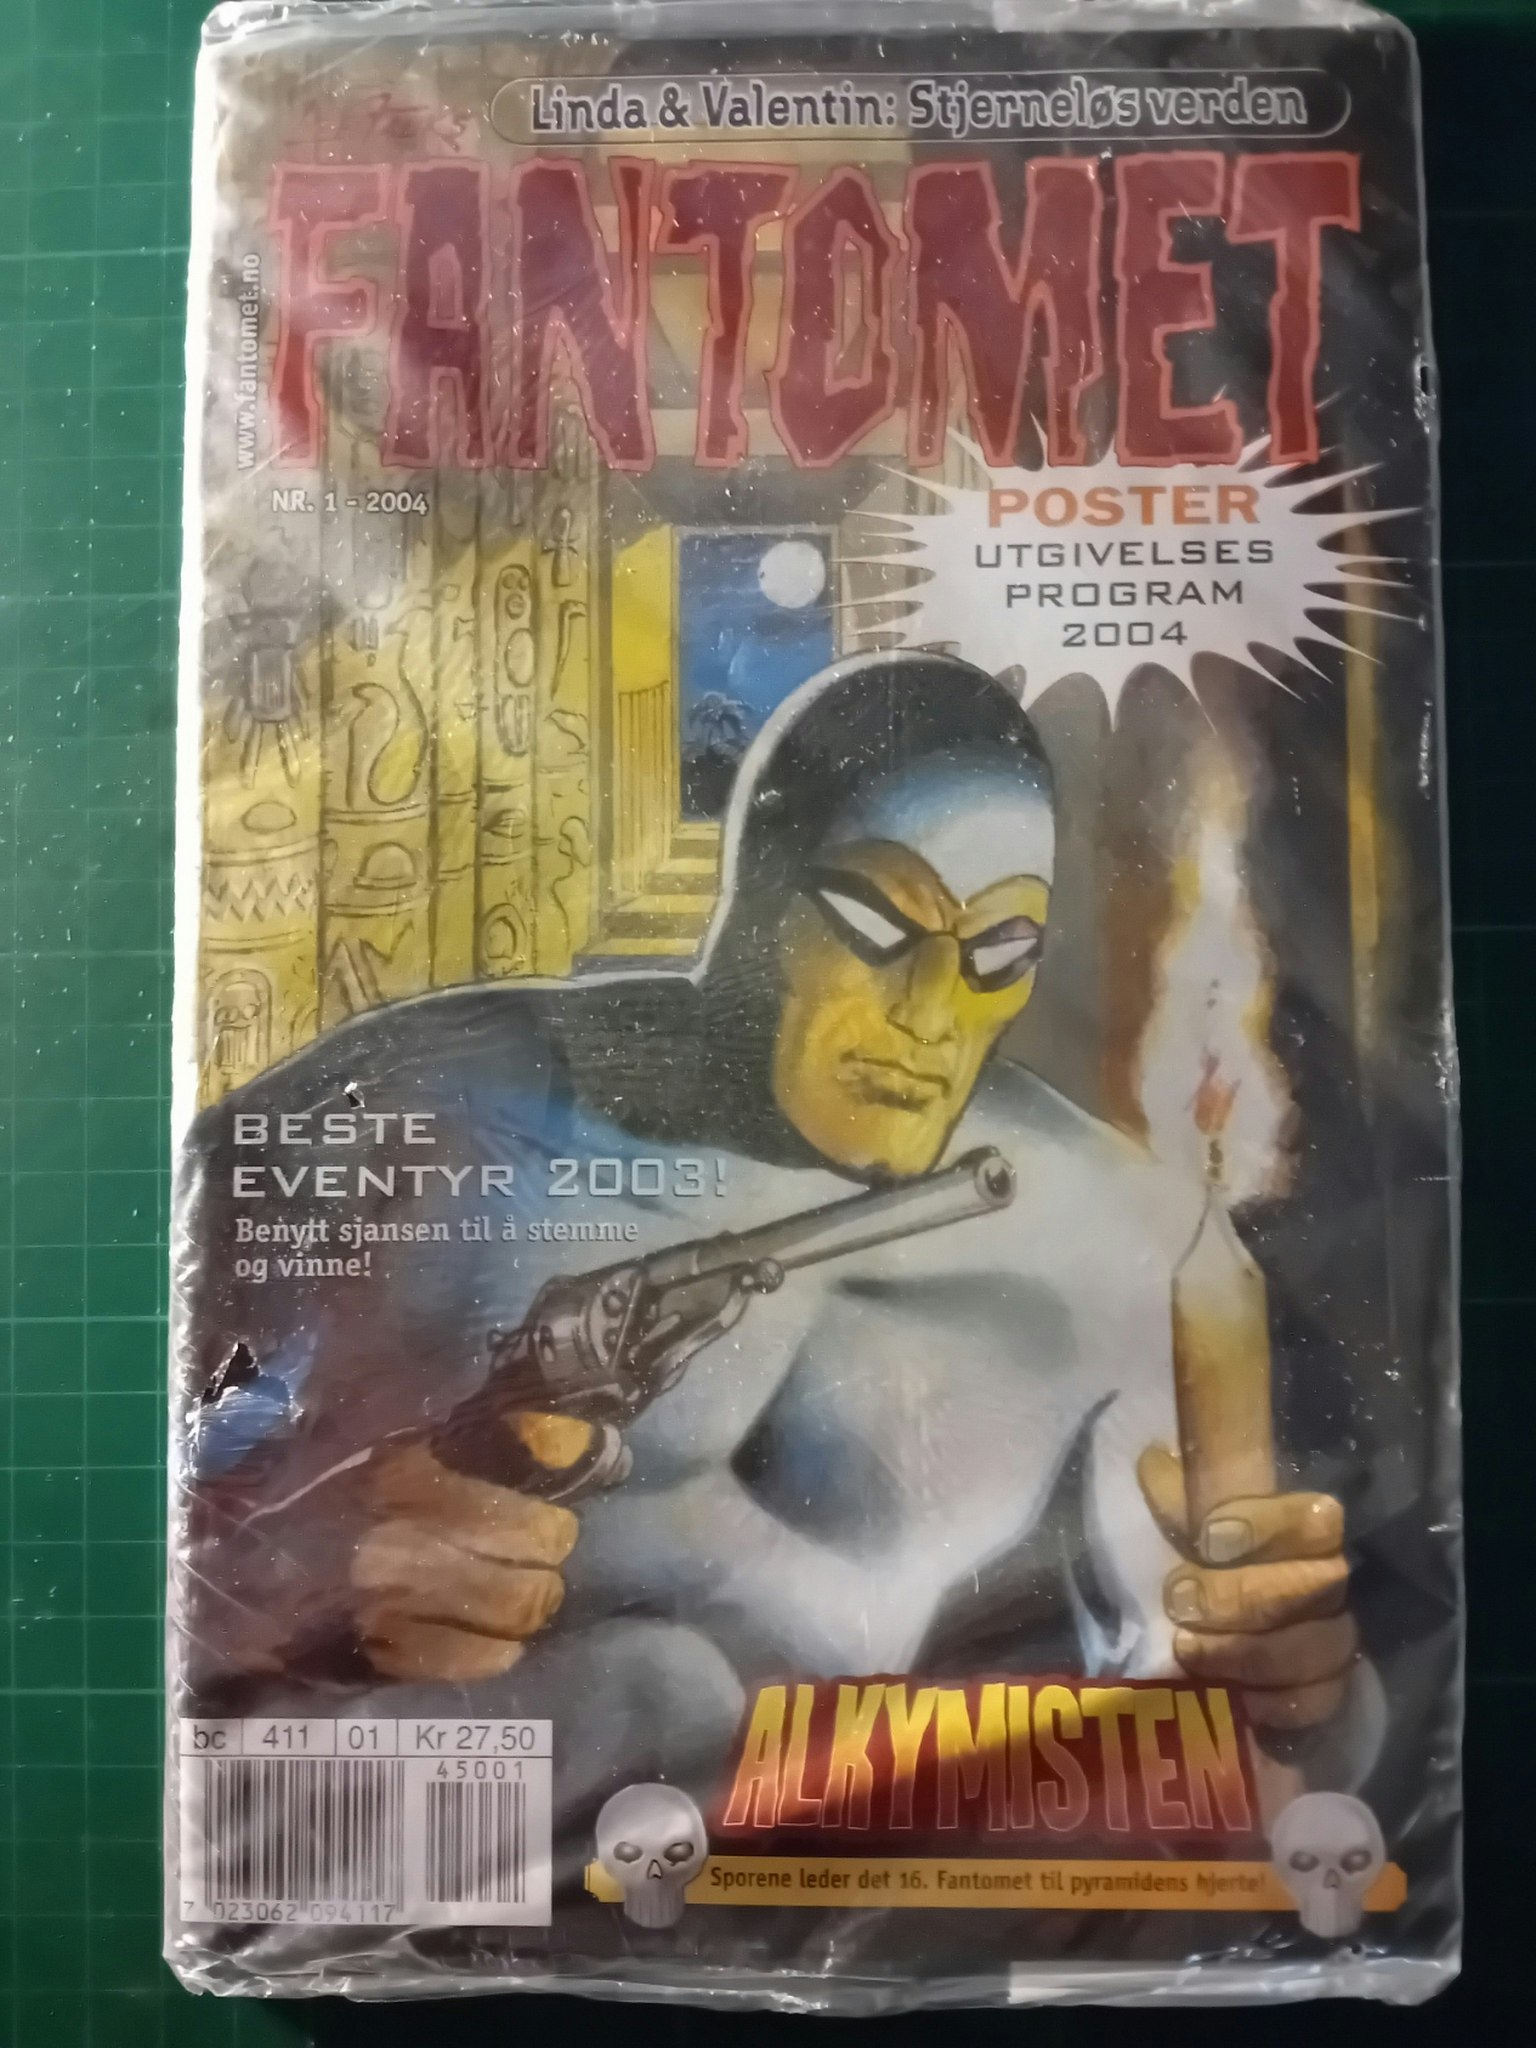 Linda & Valentin: Stjerneløs verden
FANTOMET
www.fantomet.no
NR. 1 - 2004
POSTER
UTGIVELSES
PROGRAM
2004
BESTE
EVENTYR 2003!
Benytt sjansen til å stemme
og vinne!
bc 411 01 Kr 27,50
45001
7 023062 094117
ALKYMISTEN
Sporene leder det 16. Fantomet til pyramidens hjerte!